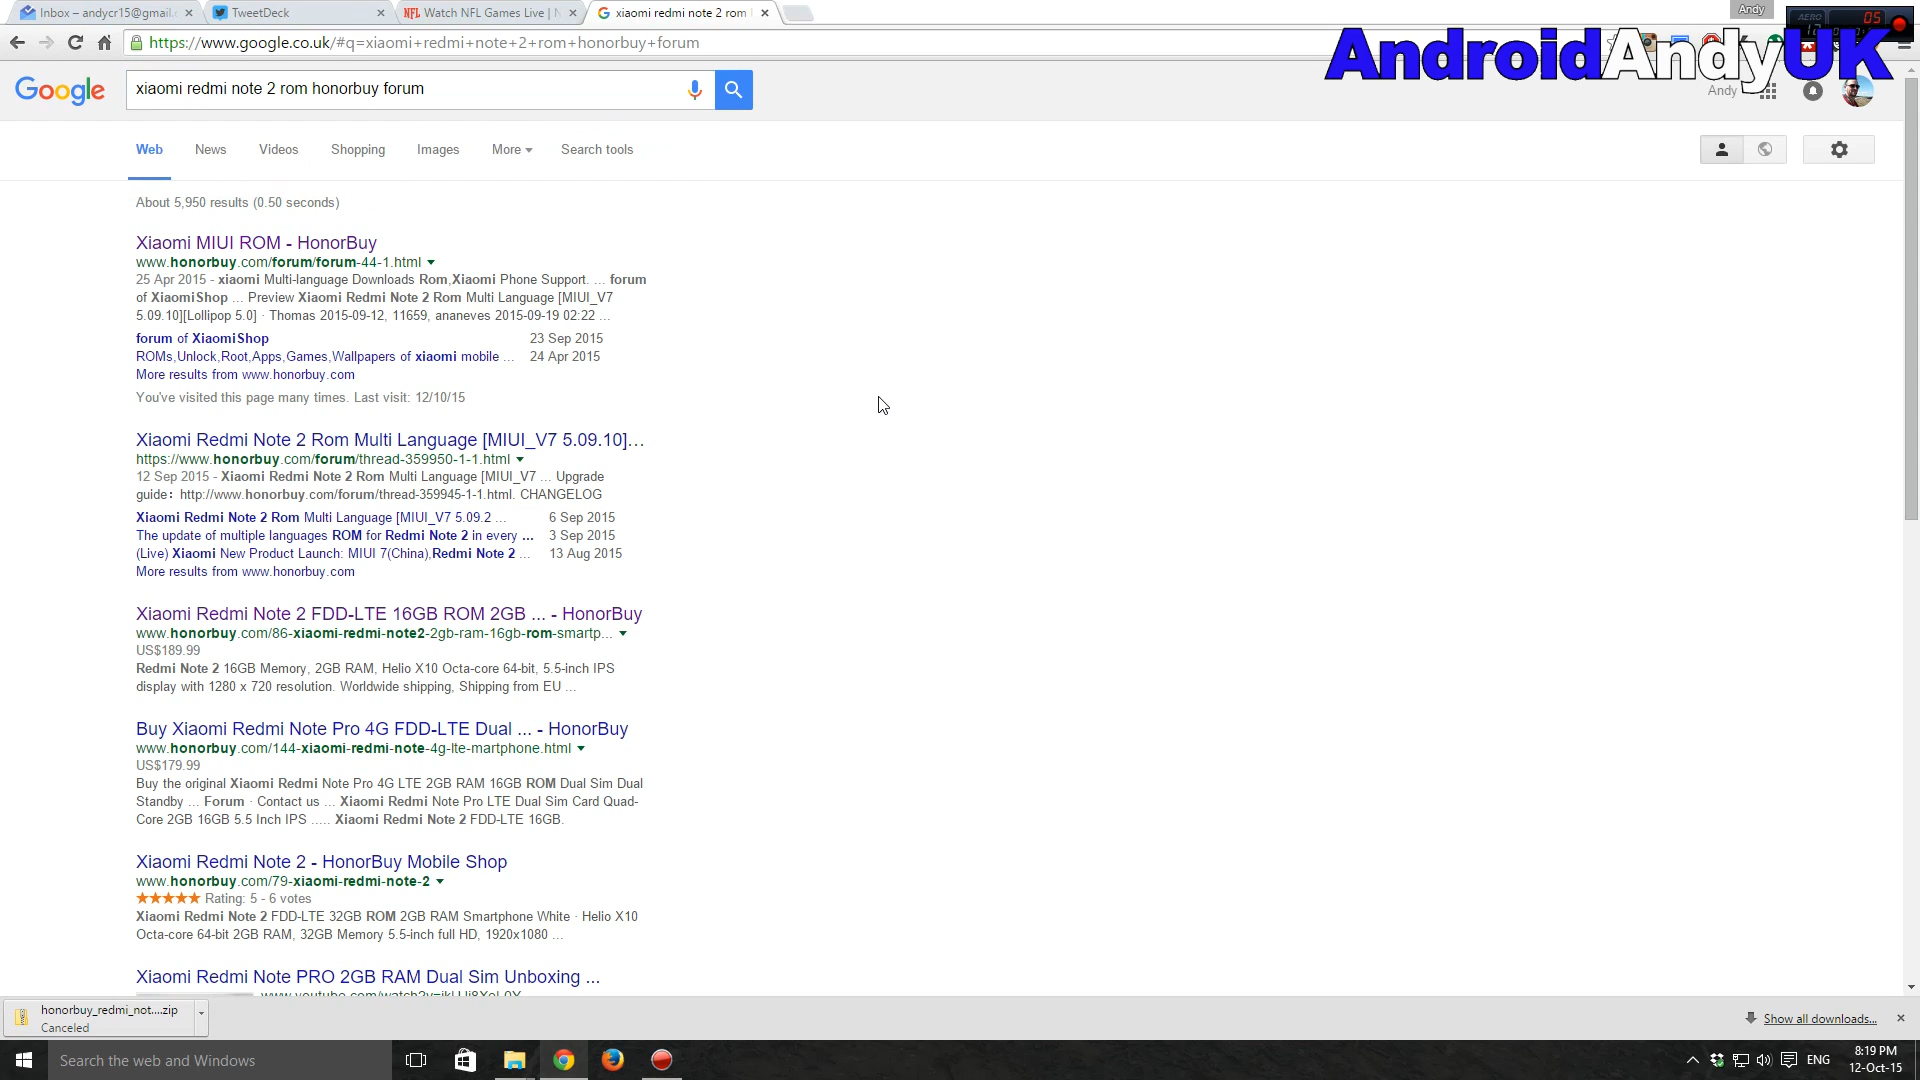 Inbox – andycr15@gmail.
TweetDeck
NFL Watch NFL Games Live | N
xiaomi redmi note 2 rom
Andy
AERO
05
https://www.google.co.uk/#q=xiaomi+redmi+note+2+rom+honorbuy+forum
AndroidAndyUK
Google
xiaomi redmi note 2 rom honorbuy forum
Andy
Web
News
Videos
Shopping
Images
More
Search tools
About 5,950 results (0.50 seconds)
Xiaomi MIUI ROM - HonorBuy
www.honorbuy.com/forum/forum-44-1.html
25 Apr 2015 - xiaomi Multi-language Downloads Rom,Xiaomi Phone Support. ... forum
of XiaomiShop ... Preview Xiaomi Redmi Note 2 Rom Multi Language [MIUI_V7
5.09.10][Lollipop 5.0] · Thomas 2015-09-12, 11659, ananeves 2015-09-19 02:22 ...
forum of XiaomiShop 23 Sep 2015
ROMs,Unlock,Root,Apps,Games,Wallpapers of xiaomi mobile ... 24 Apr 2015
More results from www.honorbuy.com
You've visited this page many times. Last visit: 12/10/15
Xiaomi Redmi Note 2 Rom Multi Language [MIUI_V7 5.09.10]...
https://www.honorbuy.com/forum/thread-359950-1-1.html
12 Sep 2015 - Xiaomi Redmi Note 2 Rom Multi Language [MIUI_V7 ... Upgrade
guide：http://www.honorbuy.com/forum/thread-359945-1-1.html. CHANGELOG
Xiaomi Redmi Note 2 Rom Multi Language [MIUI_V7 5.09.2 ... 6 Sep 2015
The update of multiple languages ROM for Redmi Note 2 in every ... 3 Sep 2015
(Live) Xiaomi New Product Launch: MIUI 7(China),Redmi Note 2 ... 13 Aug 2015
More results from www.honorbuy.com
Xiaomi Redmi Note 2 FDD-LTE 16GB ROM 2GB ... - HonorBuy
www.honorbuy.com/86-xiaomi-redmi-note2-2gb-ram-16gb-rom-smartp...
US$189.99
Redmi Note 2 16GB Memory, 2GB RAM, Helio X10 Octa-core 64-bit, 5.5-inch IPS
display with 1280 x 720 resolution. Worldwide shipping, Shipping from EU ...
Buy Xiaomi Redmi Note Pro 4G FDD-LTE Dual ... - HonorBuy
www.honorbuy.com/144-xiaomi-redmi-note-4g-lte-martphone.html
US$179.99
Buy the original Xiaomi Redmi Note Pro 4G LTE 2GB RAM 16GB ROM Dual Sim Dual
Standby ... Forum · Contact us ... Xiaomi Redmi Note Pro LTE Dual Sim Card Quad-
Core 2GB 16GB 5.5 Inch IPS ..... Xiaomi Redmi Note 2 FDD-LTE 16GB.
Xiaomi Redmi Note 2 - HonorBuy Mobile Shop
www.honorbuy.com/79-xiaomi-redmi-note-2
★★★★★ Rating: 5 - 6 votes
Xiaomi Redmi Note 2 FDD-LTE 32GB ROM 2GB RAM Smartphone White · Helio X10
Octa-core 64-bit 2GB RAM, 32GB Memory 5.5-inch full HD, 1920x1080 ...
Xiaomi Redmi Note PRO 2GB RAM Dual Sim Unboxing ...
honorbuy_redmi_not....zip
Canceled
Show all downloads...
Search the web and Windows
ENG
8:19 PM
12-Oct-15